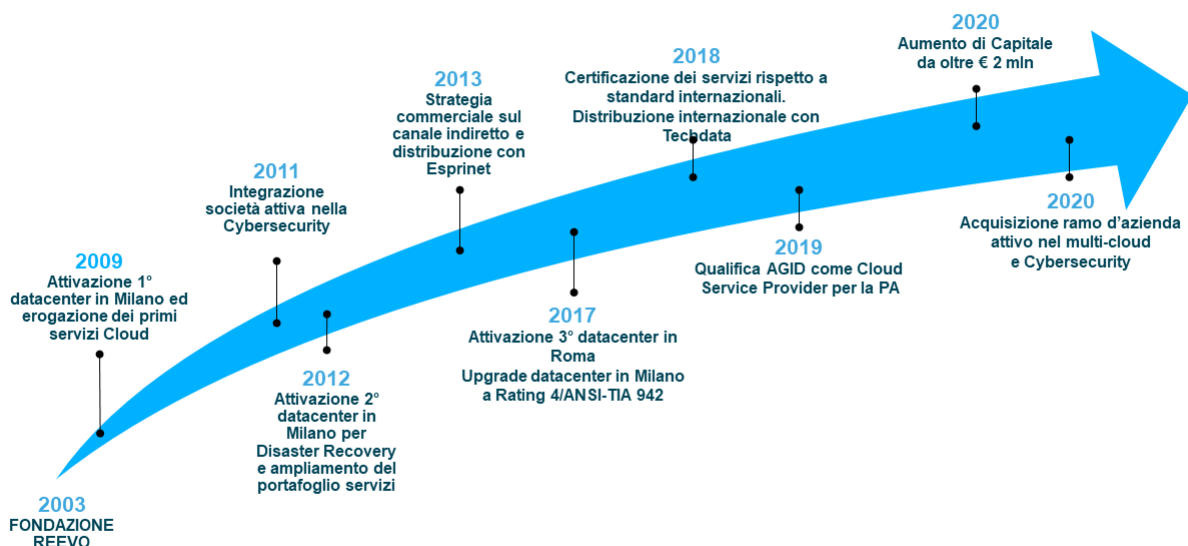 2003
FONDAZIONE
REEVO
2009
Attivazione 1°
datacenter in Milano ed
erogazione dei primi
servizi Cloud
2011
Integrazione
società attiva nella
Cybersecurity
2012
Attivazione 2°
datacenter in
Milano per
Disaster Recovery
e ampliamento del
portafoglio servizi
2013
Strategia
commerciale sul
canale indiretto e
distribuzione con
Esprinet
2017
Attivazione 3° datacenter in
Roma
Upgrade datacenter in Milano
a Rating 4/ANSI-TIA 942
2018
Certificazione dei servizi rispetto a
standard internazionali.
Distribuzione internazionale con
Techdata
2019
Qualifica AGID come Cloud
Service Provider per la PA
2020
Aumento di Capitale
da oltre € 2 mln
2020
Acquisizione ramo d'azienda
attivo nel multi-cloud
e Cybersecurity